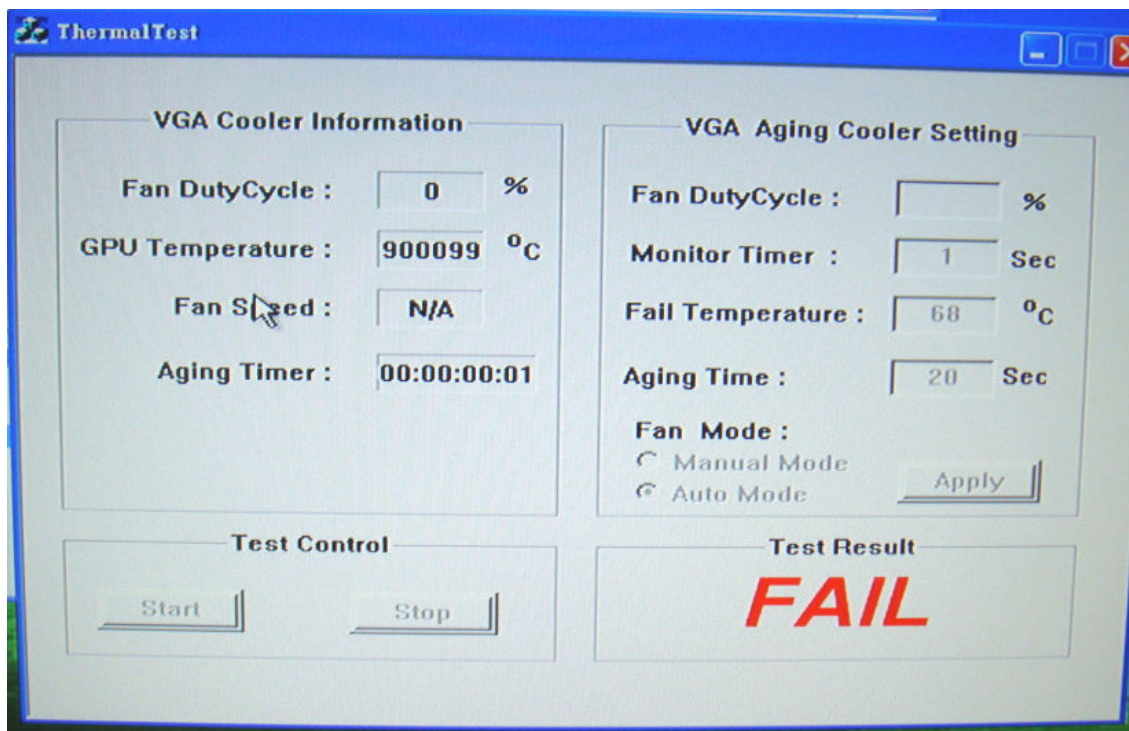 ThermalTest
VGA Cooler Information
Fan DutyCycle : 0 %
GPU Temperature : 900099 °C
Fan Speed : N/A
Aging Timer : 00:00:00:01
VGA Aging Cooler Setting
Fan DutyCycle : %
Monitor Timer : 1 Sec
Fail Temperature : 68 °C
Aging Time : 20 Sec
Fan Mode :
Manual Mode
Auto Mode
Apply
Test Control
Start Stop
Test Result
FAIL